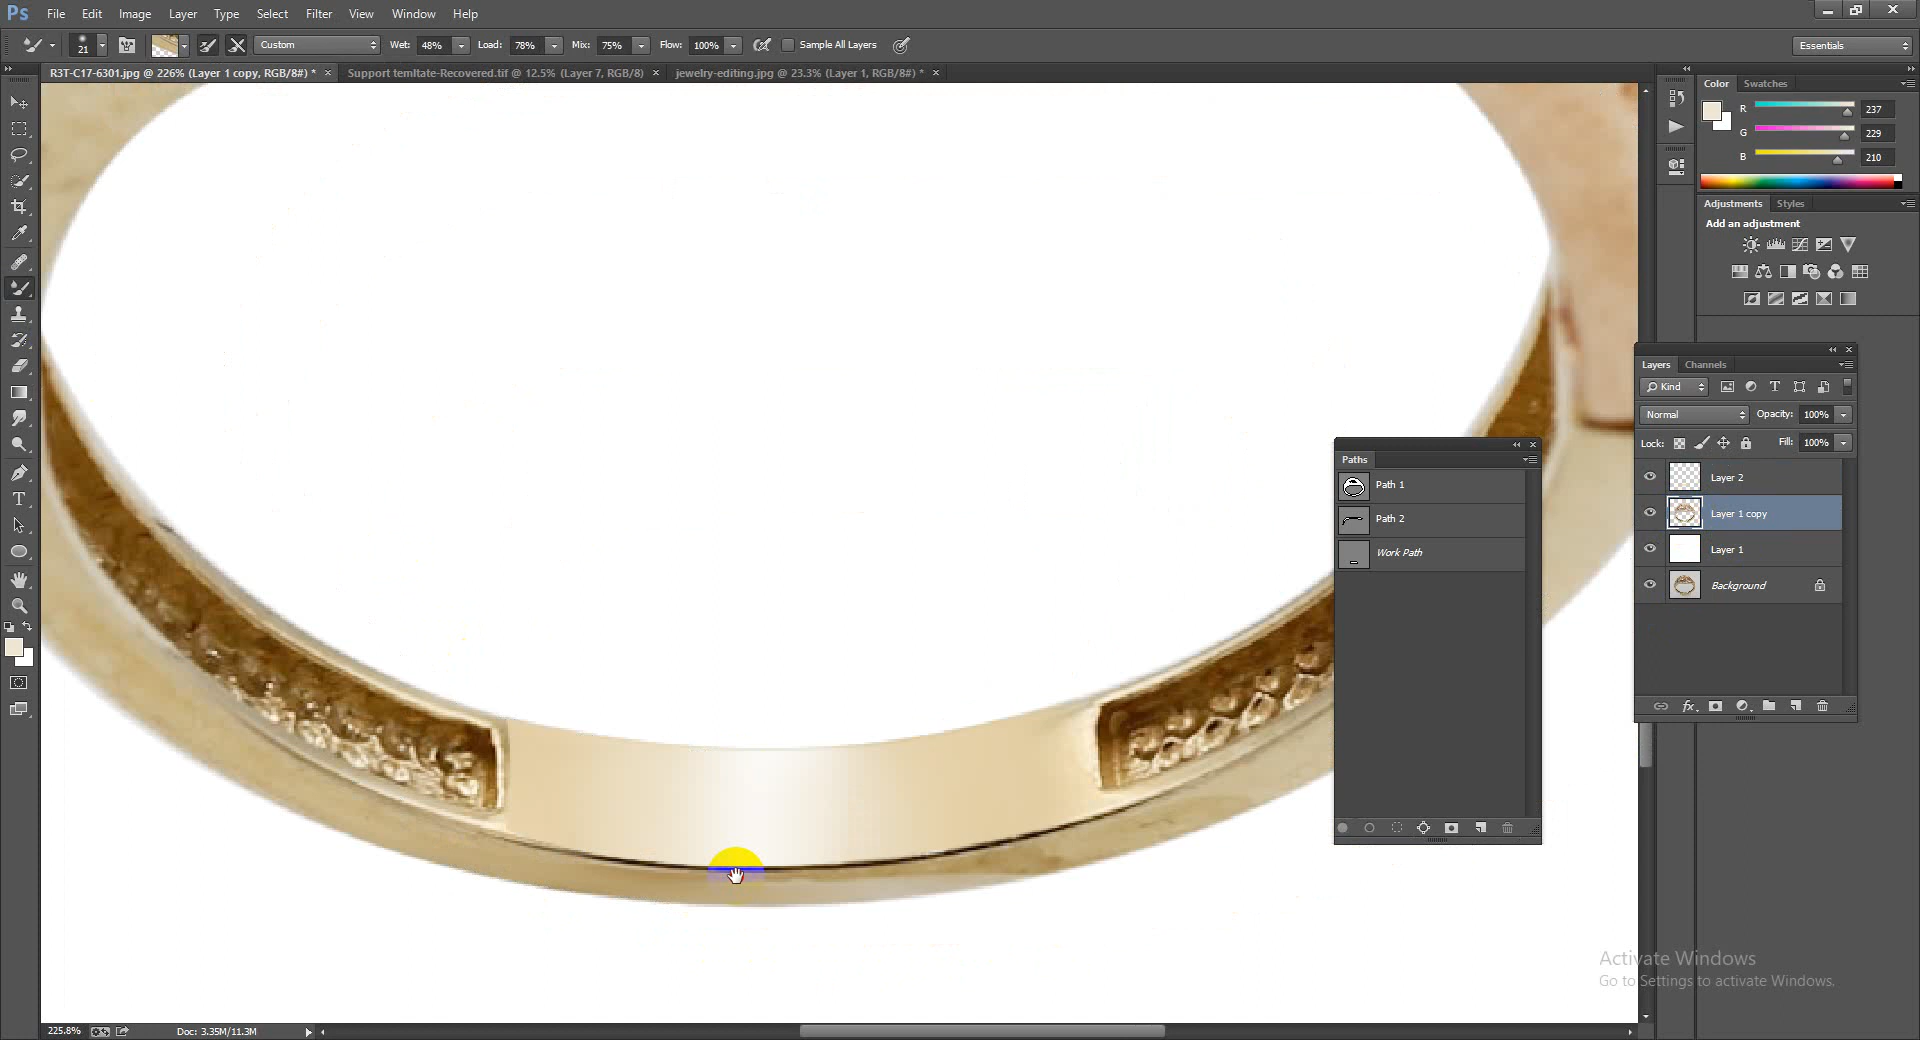 Ps File Edit Image Layer Type Select Filter View Window Help
21 Custom Wet: 48% Load: 78% Mix: 75% Flow: 100% Sample All Layers Essentials
R3T-C17-6301.jpg @ 226% (Layer 1 copy, RGB/8#) * × Support temltate-Recovered.tif @ 12.5% (Layer 7, RGB/8) × jewelry-editing.jpg @ 23.3% (Layer 1, RGB/8#) * ×
Color Swatches
R 237
G 229
B 210
Adjustments Styles
Add an adjustment
Layers Channels
Kind
Normal Opacity: 100%
Lock: Fill: 100%
Layer 2
Layer 1 copy
Layer 1
Background
fx
Paths
Path 1
Path 2
Work Path
Activate Windows
Go to Settings to activate Windows.
225.8% Doc: 3.35M/11.3M